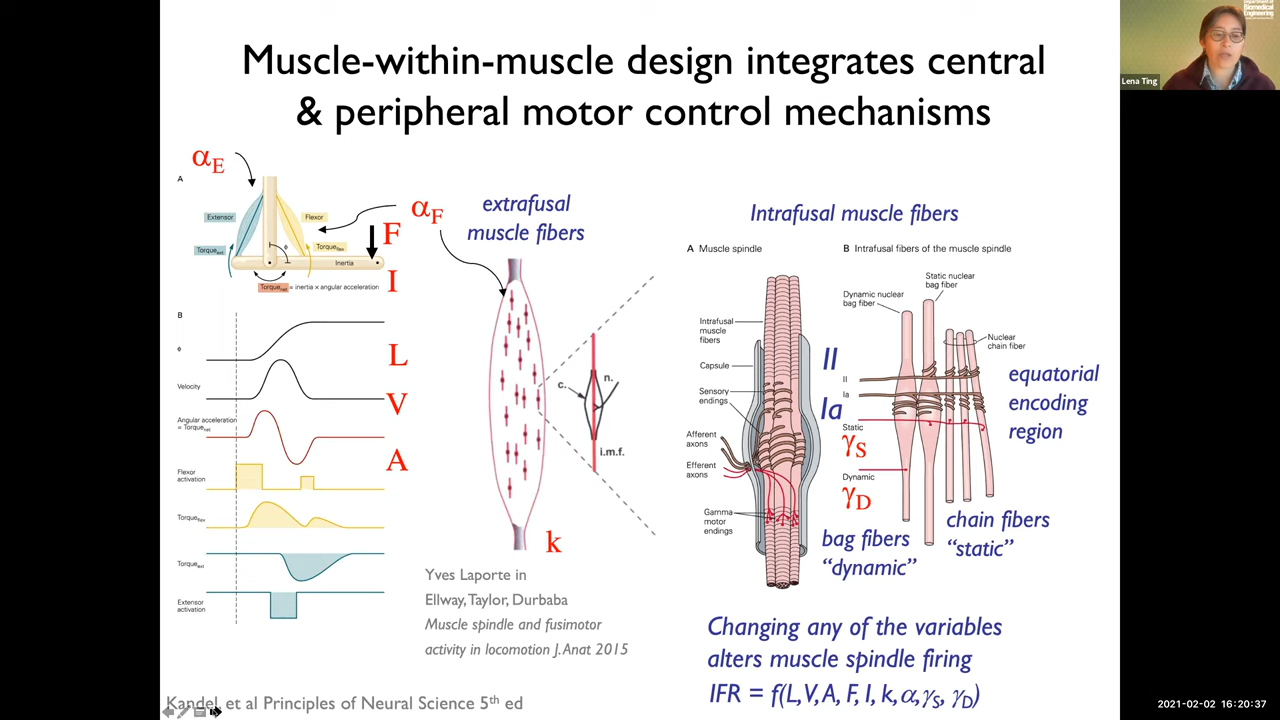 Muscle-within-muscle design integrates central
& peripheral motor control mechanisms
Lena Ting
Biomedical
Engineering
αE
A
Extensor
Flexor
αF
F
Torqueext
Torqueflex
ϕ
Inertia
I
Torquenet = inertia × angular acceleration
B
ϕ
L
Velocity
V
Angular acceleration
= Torquenet
A
Flexor
activation
Torqueflex
Torqueext
Extensor
activation
extrafusal
muscle fibers
c.
n.
i.m.f.
k
Yves Laporte in
Ellway, Taylor, Durbaba
Muscle spindle and fusimotor
activity in locomotion J. Anat 2015
Kandel, et al Principles of Neural Science 5th ed
Intrafusal muscle fibers
A Muscle spindle
Intrafusal
muscle
fibers
Capsule
Sensory
endings
Afferent
axons
Efferent
axons
Gamma
motor
endings
B Intrafusal fibers of the muscle spindle
Static nuclear
bag fiber
Dynamic nuclear
bag fiber
Nuclear
chain fiber
II
II
Ia
Ia
Static
γS
Dynamic
γD
equatorial
encoding
region
bag fibers
“dynamic”
chain fibers
“static”
Changing any of the variables
alters muscle spindle firing
IFR = f(L, V, A, F, I, k, α, γS, γD)
2021-02-02 16:20:37